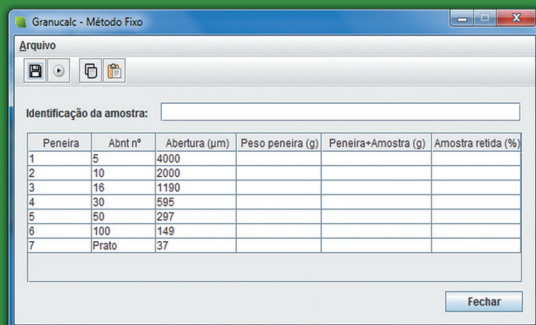 Granucalc - Método Fixo
Arquivo
Identificação da amostra:
Peneira Abnt nº Abertura (µm) Peso peneira (g) Peneira+Amostra (g) Amostra retida (%)
1 5 4000
2 10 2000
3 16 1190
4 30 595
5 50 297
6 100 149
7 Prato 37
Fechar